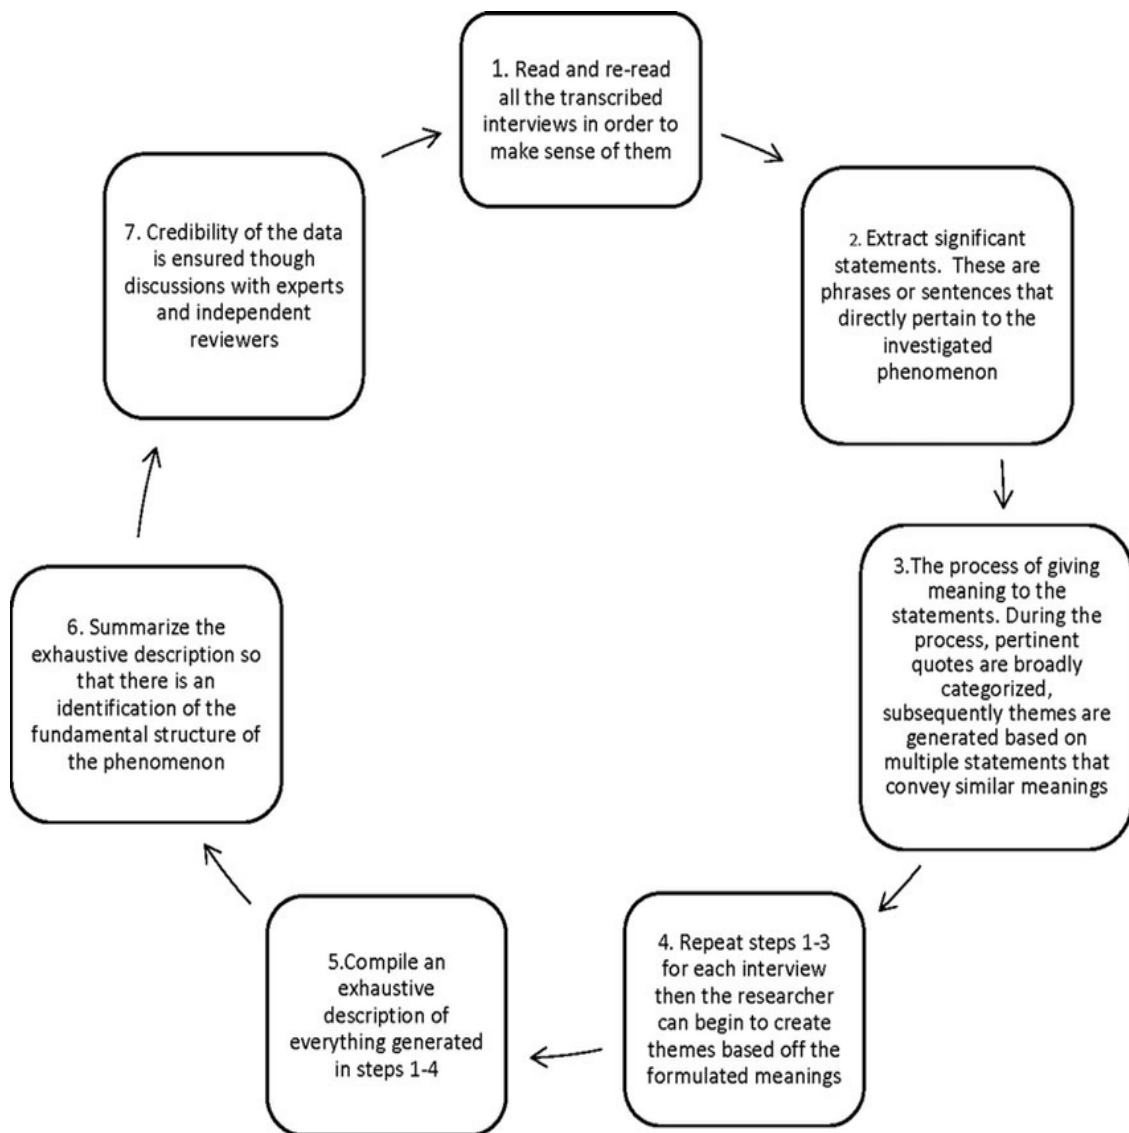 1. Read and re-read
all the transcribed
interviews in order to
make sense of them
2. Extract significant
statements.  These are
phrases or sentences that
directly pertain to the
investigated
phenomenon
3.The process of giving
meaning to the
statements. During the
process, pertinent
quotes are broadly
categorized,
subsequently themes are
generated based on
multiple statements that
convey similar meanings
4. Repeat steps 1-3
for each interview
then the researcher
can begin to create
themes based off the
formulated meanings
5.Compile an
exhaustive
description of
everything generated
in steps 1-4
6. Summarize the
exhaustive description so
that there is an
identification of the
fundamental structure of
the phenomenon
7. Credibility of the data
is ensured though
discussions with experts
and independent
reviewers